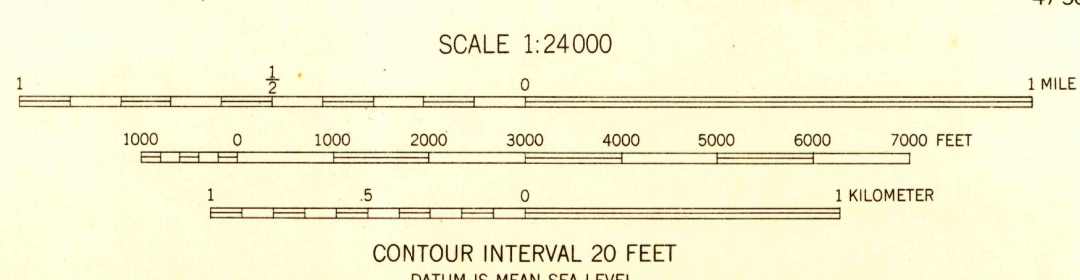 SCALE 1:24000
1 1/2 0 1 MILE
1000 0 1000 2000 3000 4000 5000 6000 7000 FEET
1 .5 0 1 KILOMETER
CONTOUR INTERVAL 20 FEET
DATUM IS MEAN SEA LEVEL